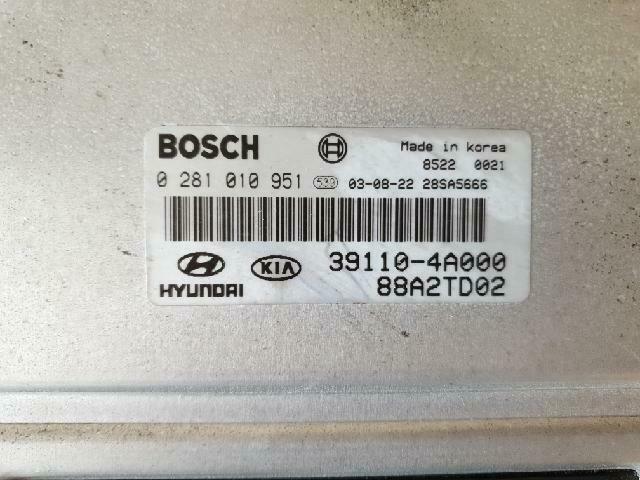 BOSCH
Made in Korea
8522 0021
0 281 010 951 530 03-08-22 28SA5666
HYUNDAI KIA 39110-4A000
88A2TD02